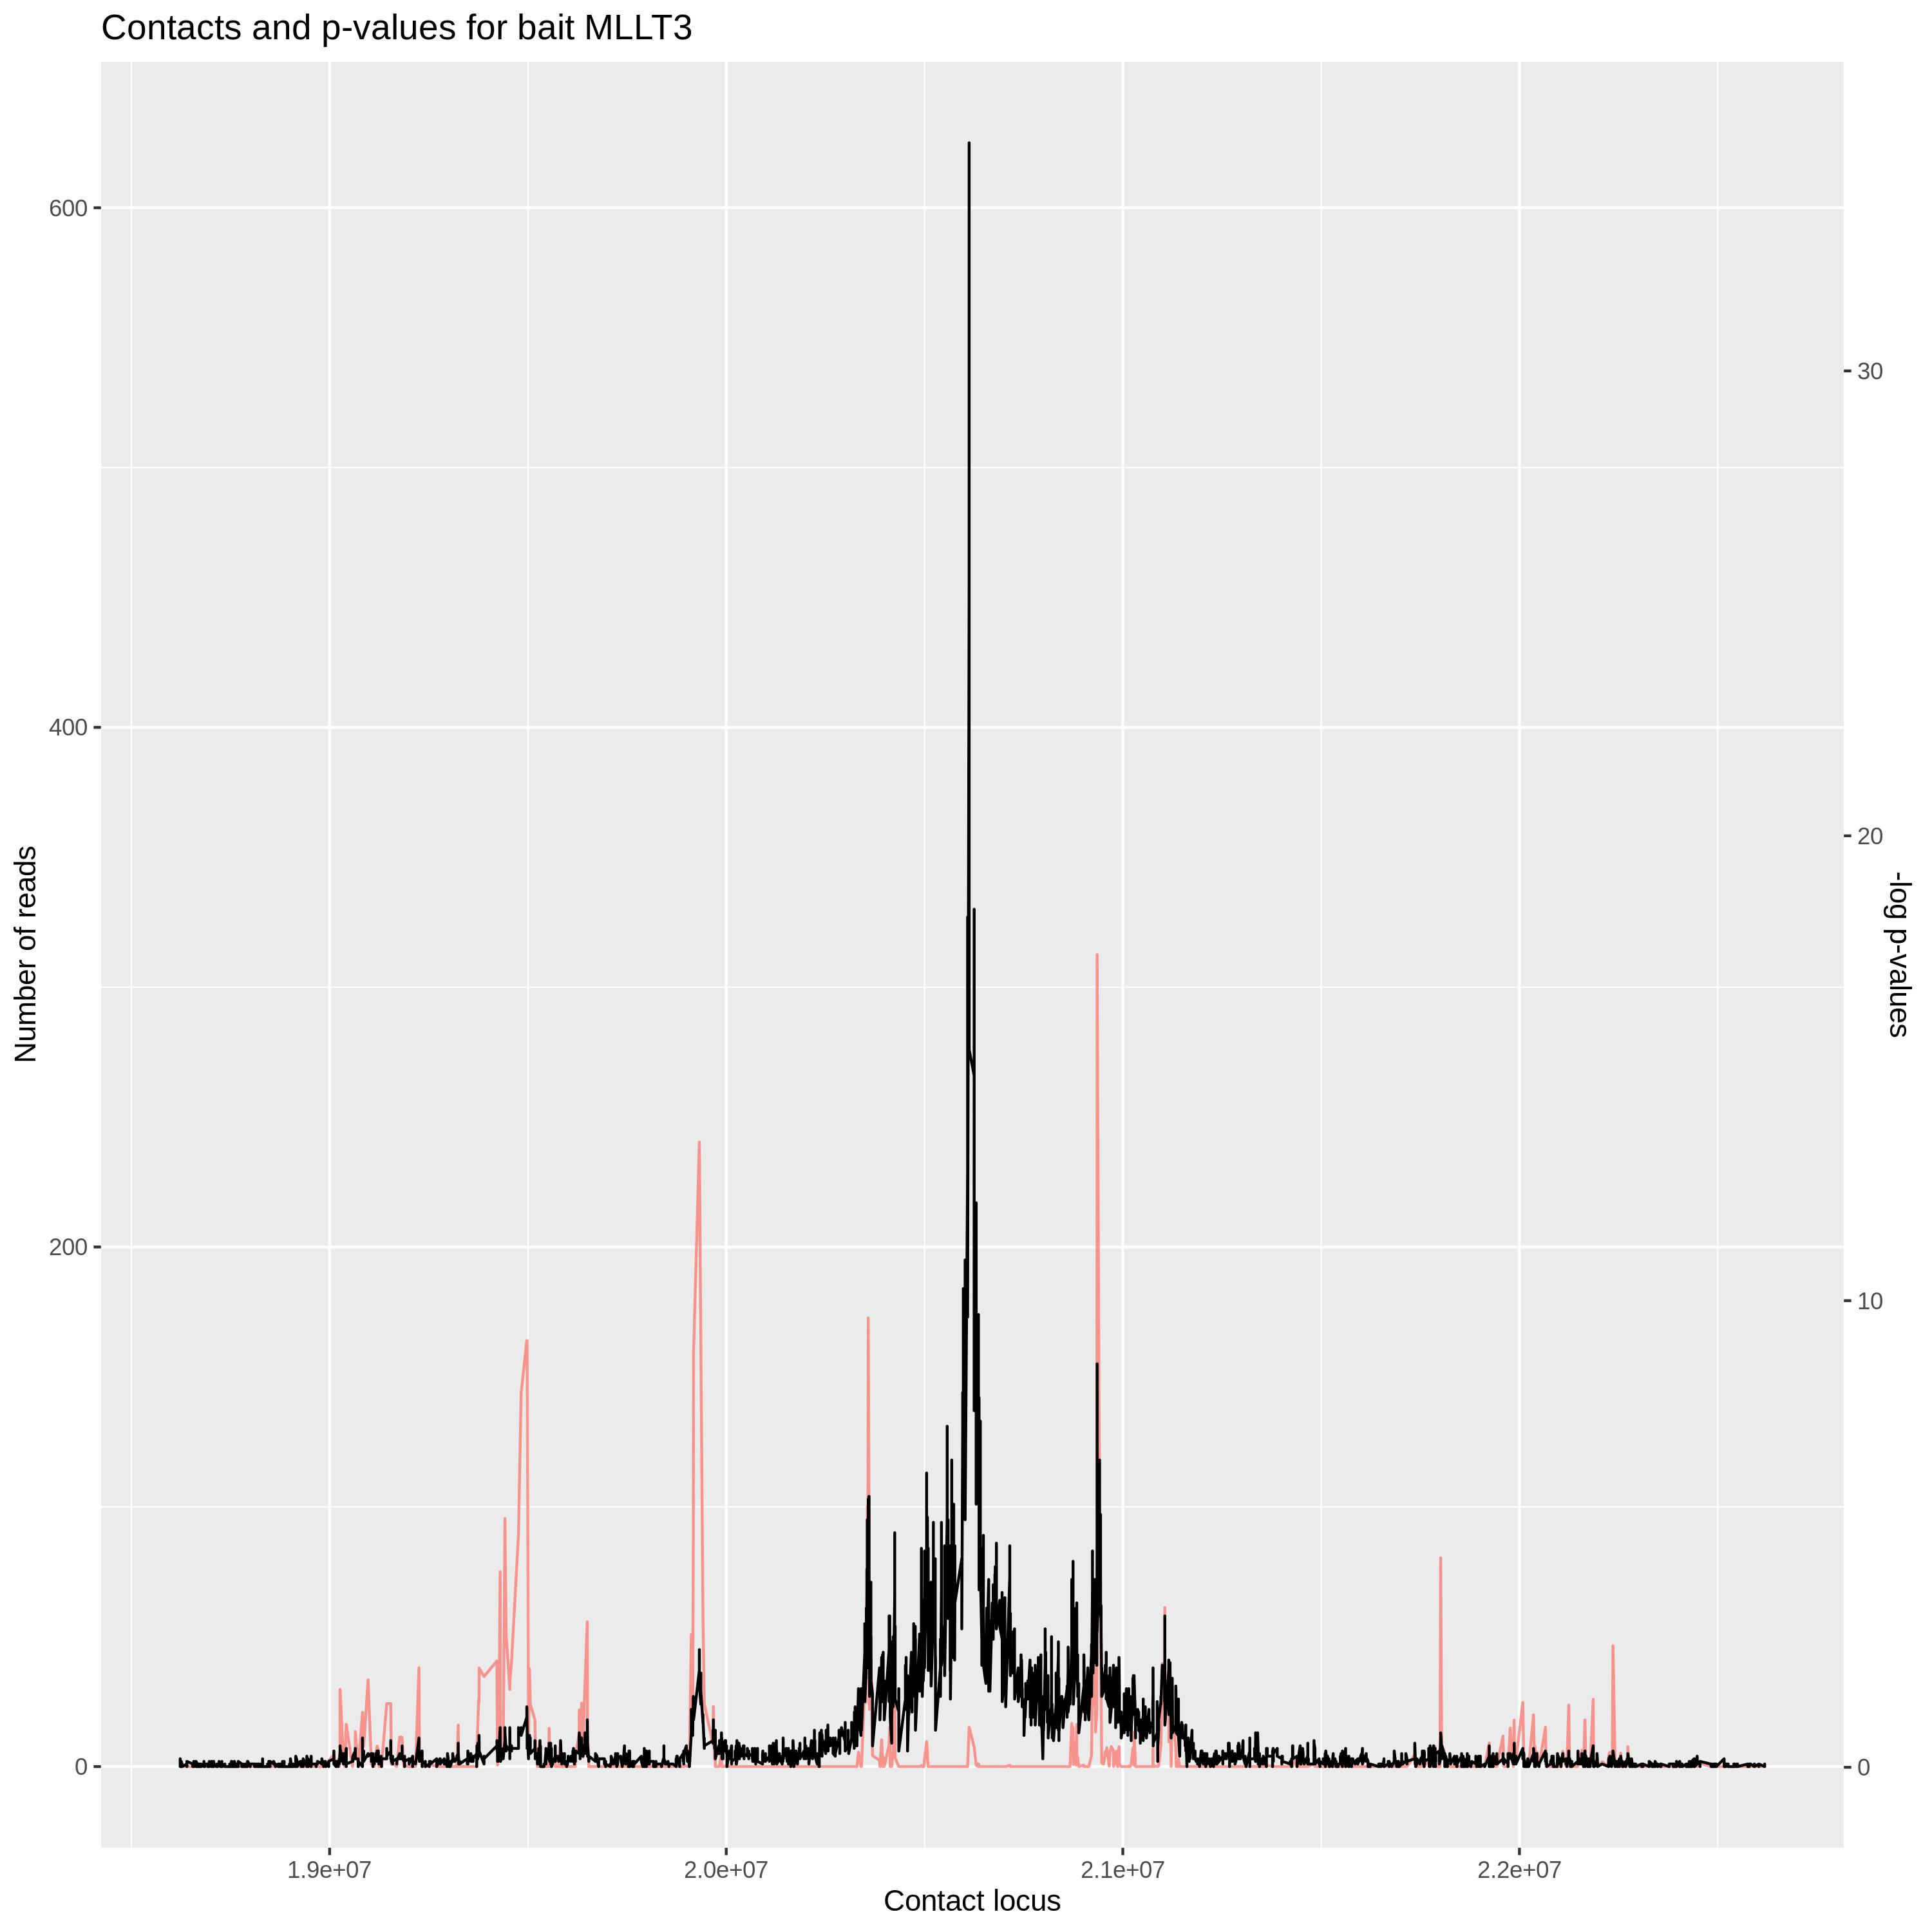 Contacts and p-values for bait MLLT3
600
400
200
0
Number of reads
30
20
10
0
-log p-values
1.9e+07
2.0e+07
2.1e+07
2.2e+07
Contact locus